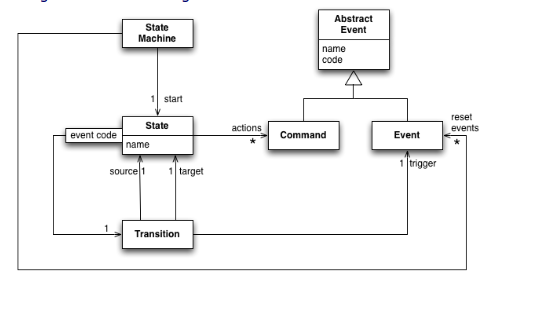 State
Machine
Abstract
Event
name
code
1 start
State
event code
name
actions
*
Command
Event
reset
events
*
source 1
1 target
1 trigger
1
Transition